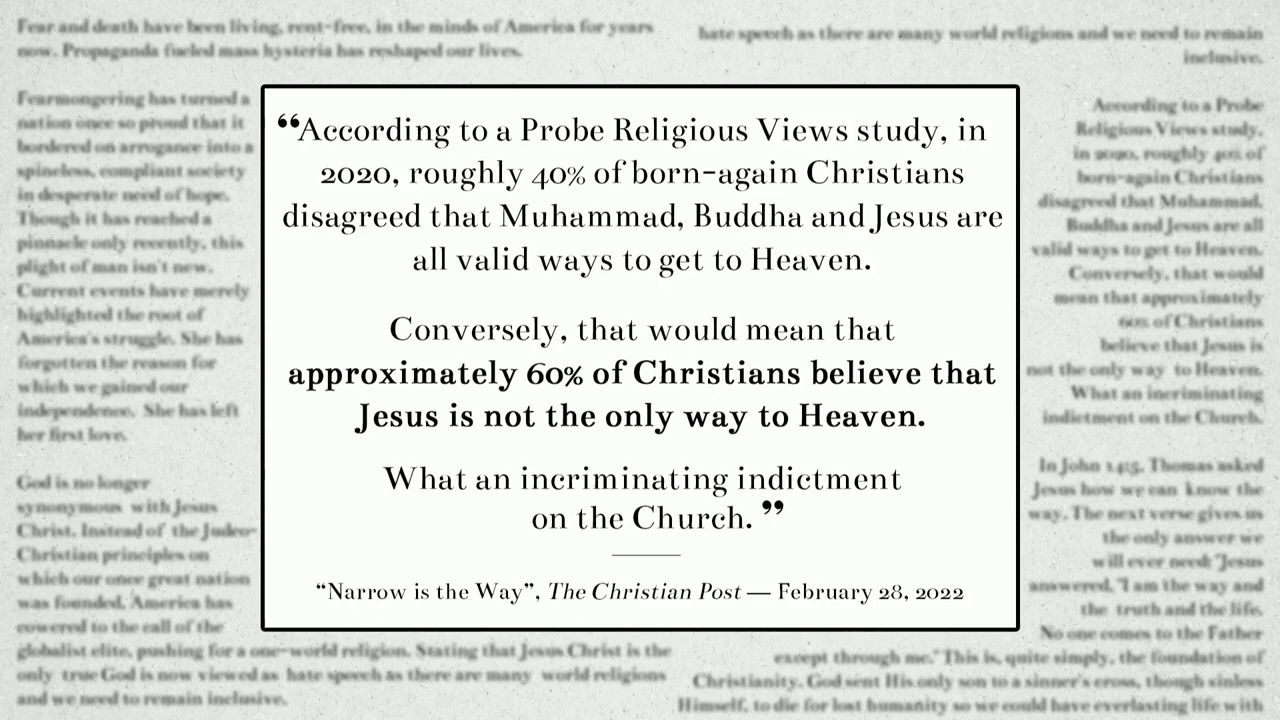 Fear and death have been living, rent-free, in the minds of America for years
now. Propaganda fueled mass hysteria has reshaped our lives.
Fearmongering has turned a
nation once so proud that it
bordered on arrogance into a
spineless, compliant society
in desperate need of hope.
Though it has reached a
pinnacle only recently, this
plight of man isn't new.
Current events have merely
highlighted the root of
America's struggle. She has
forgotten the reason for
which we gained our
independence. She has left
her first love.
God is no longer
synonymous with Jesus
Christ. Instead of the Judeo-
Christian principles on
which our once great nation
was founded, America has
cowered to the call of the
globalist elite, pushing for a one-world religion. Stating that Jesus Christ is the
only true God is now viewed as hate speech as there are many world religions
and we need to remain inclusive.
“According to a Probe Religious Views study, in
2020, roughly 40% of born-again Christians
disagreed that Muhammad, Buddha and Jesus are
all valid ways to get to Heaven.
Conversely, that would mean that
approximately 60% of Christians believe that
Jesus is not the only way to Heaven.
What an incriminating indictment
on the Church.”
“Narrow is the Way”, The Christian Post — February 28, 2022
hate speech as there are many world religions and we need to remain
inclusive.
According to a Probe
Religious Views study,
in 2020, roughly 40% of
born-again Christians
disagreed that Muhammad,
Buddha and Jesus are all
valid ways to get to Heaven.
Conversely, that would
mean that approximately
60% of Christians
believe that Jesus is
not the only way to Heaven.
What an incriminating
indictment on the Church.
In John 14:5, Thomas asked
Jesus how we can know the
way. The next verse gives us
the only answer we
will ever need: "Jesus
answered, "I am the way and
the truth and the life.
No one comes to the Father
except through me." This is, quite simply, the foundation of
Christianity. God sent His only son to a sinner's cross, though sinless
Himself, to die for lost humanity so we could have everlasting life with